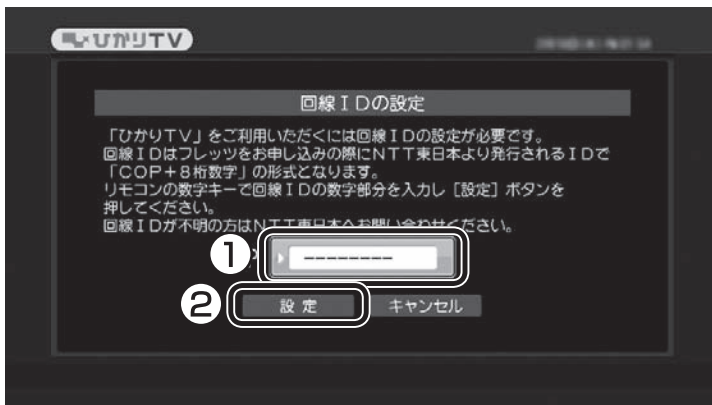 ひかりTV
回線IDの設定
「ひかりTV」をご利用いただくには回線IDの設定が必要です。
回線IDはフレッツをお申し込みの際にNTT東日本より発行されるIDで
「COP+8桁数字」の形式となります。
リモコンの数字キーで回線IDの数字部分を入力し[設定]ボタンを
押してください。
回線IDが不明の方はNTT東日本へお問い合わせください。
① --------
② 設定 キャンセル